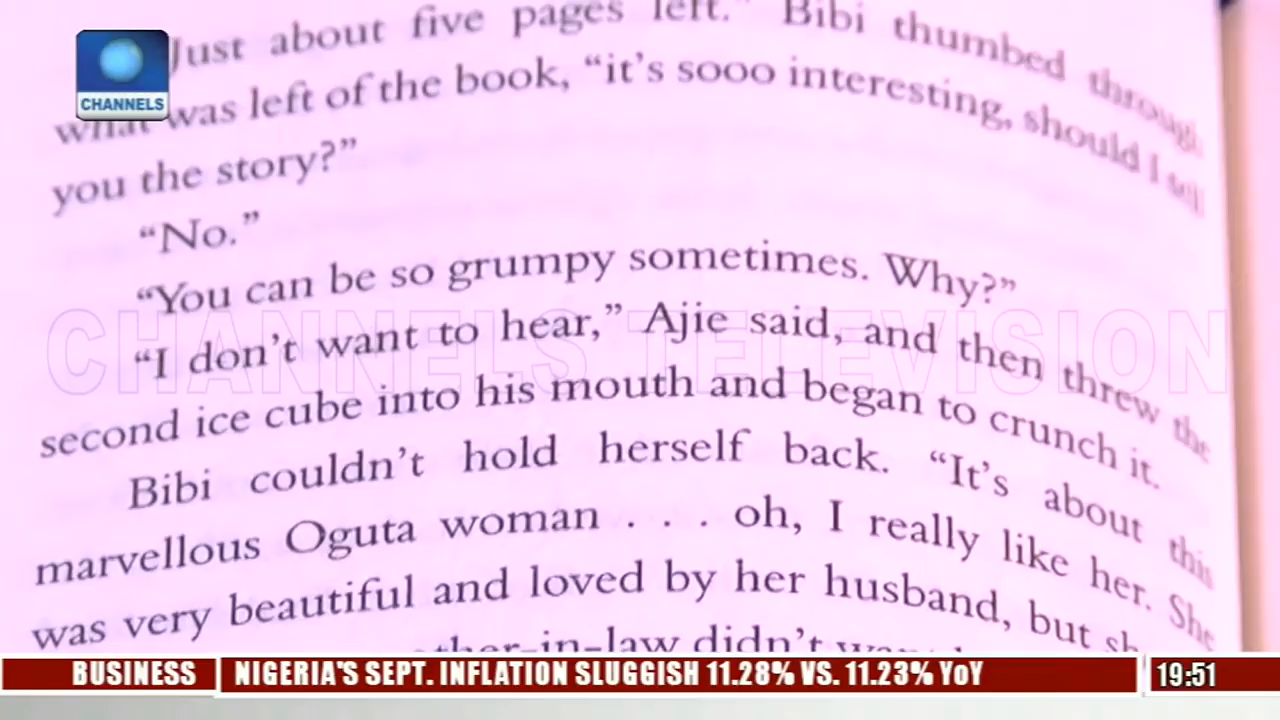 CHANNELS
Just about five pages left." Bibi thumbed through
what was left of the book, "it's sooo interesting, should I tell
you the story?"
"No."
"You can be so grumpy sometimes. Why?"
"I don't want to hear," Ajie said, and then threw the
second ice cube into his mouth and began to crunch it.
Bibi couldn't hold herself back. "It's about this
marvellous Oguta woman . . . oh, I really like her. She
was very beautiful and loved by her husband, but
in-law didn't
CHANNELS TELEVISION
BUSINESS NIGERIA'S SEPT. INFLATION SLUGGISH 11.28% VS. 11.23% YoY 19:51